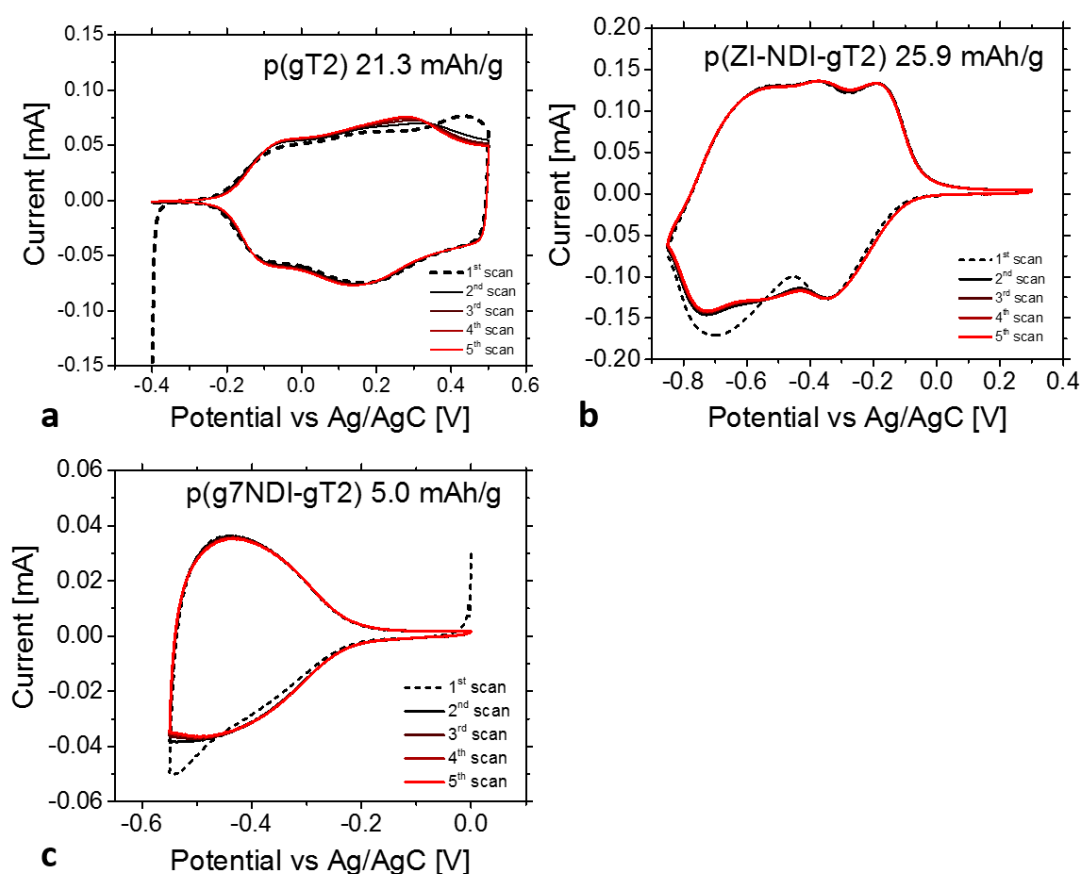 p(gT2) 21.3 mAh/g
0.15
0.10
0.05
0.00
-0.05
-0.10
-0.15
Current [mA]
1st scan
2nd scan
3rd scan
4th scan
5th scan
-0.4 -0.2 0.0 0.2 0.4 0.6
Potential vs Ag/AgC [V]
a
p(ZI-NDI-gT2) 25.9 mAh/g
0.20
0.15
0.10
0.05
0.00
-0.05
-0.10
-0.15
-0.20
Current [mA]
1st scan
2nd scan
3rd scan
4th scan
5th scan
-0.8 -0.6 -0.4 -0.2 0.0 0.2 0.4
Potential vs Ag/AgC [V]
b
p(g7NDI-gT2) 5.0 mAh/g
0.06
0.04
0.02
0.00
-0.02
-0.04
-0.06
Current [mA]
1st scan
2nd scan
3rd scan
4th scan
5th scan
-0.6 -0.4 -0.2 0.0
Potential vs Ag/AgC [V]
c